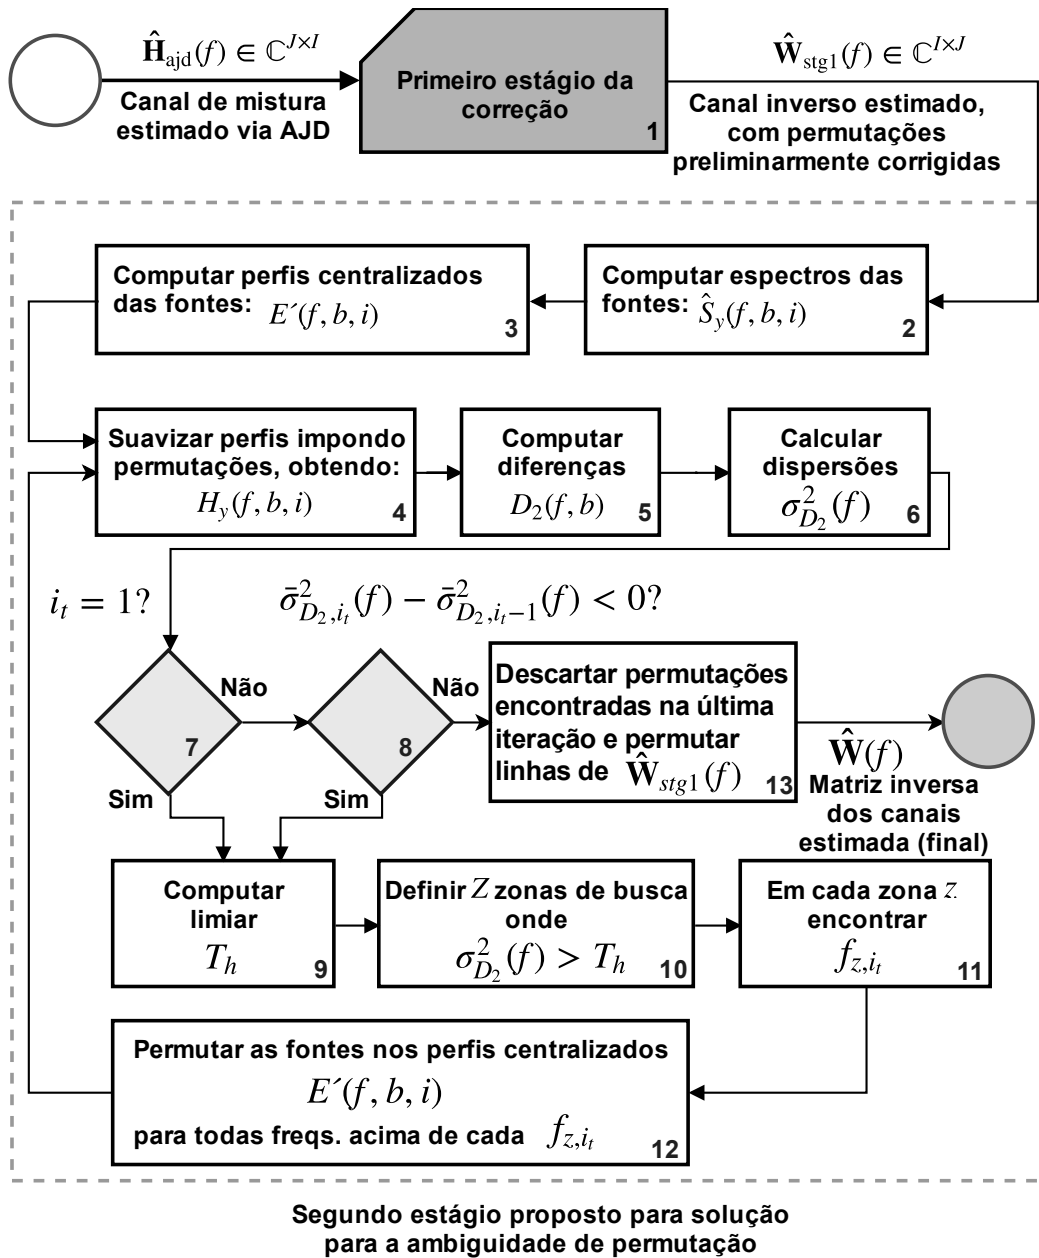 Ĥ_ajd(f) ∈ ℂ^{J×I}
Canal de mistura
estimado via AJD
Primeiro estágio da
correção
1
Ŵ_stg1(f) ∈ ℂ^{I×J}
Canal inverso estimado,
com permutações
preliminarmente corrigidas
Computar espectros das
fontes: Ŝ_y(f, b, i)
2
Computar perfis centralizados
das fontes: E´(f, b, i)
3
Suavizar perfis impondo
permutações, obtendo:
H_y(f, b, i)
4
Computar
diferenças
D_2(f, b)
5
Calcular
dispersões
σ²_{D_2}(f)
6
i_t = 1?
σ̄²_{D_2,i_t}(f) − σ̄²_{D_2,i_t−1}(f) < 0?
7
Não
Sim
8
Não
Sim
Descartar permutações
encontradas na última
iteração e permutar
linhas de Ŵ_stg1(f)
13
Ŵ(f)
Matriz inversa
dos canais
estimada (final)
Computar
limiar
T_h
9
Definir Z zonas de busca
onde
σ²_{D_2}(f) > T_h
10
Em cada zona z
encontrar
f_{z,i_t}
11
Permutar as fontes nos perfis centralizados
E´(f, b, i)
para todas freqs. acima de cada f_{z,i_t}
12
Segundo estágio proposto para solução
para a ambiguidade de permutação